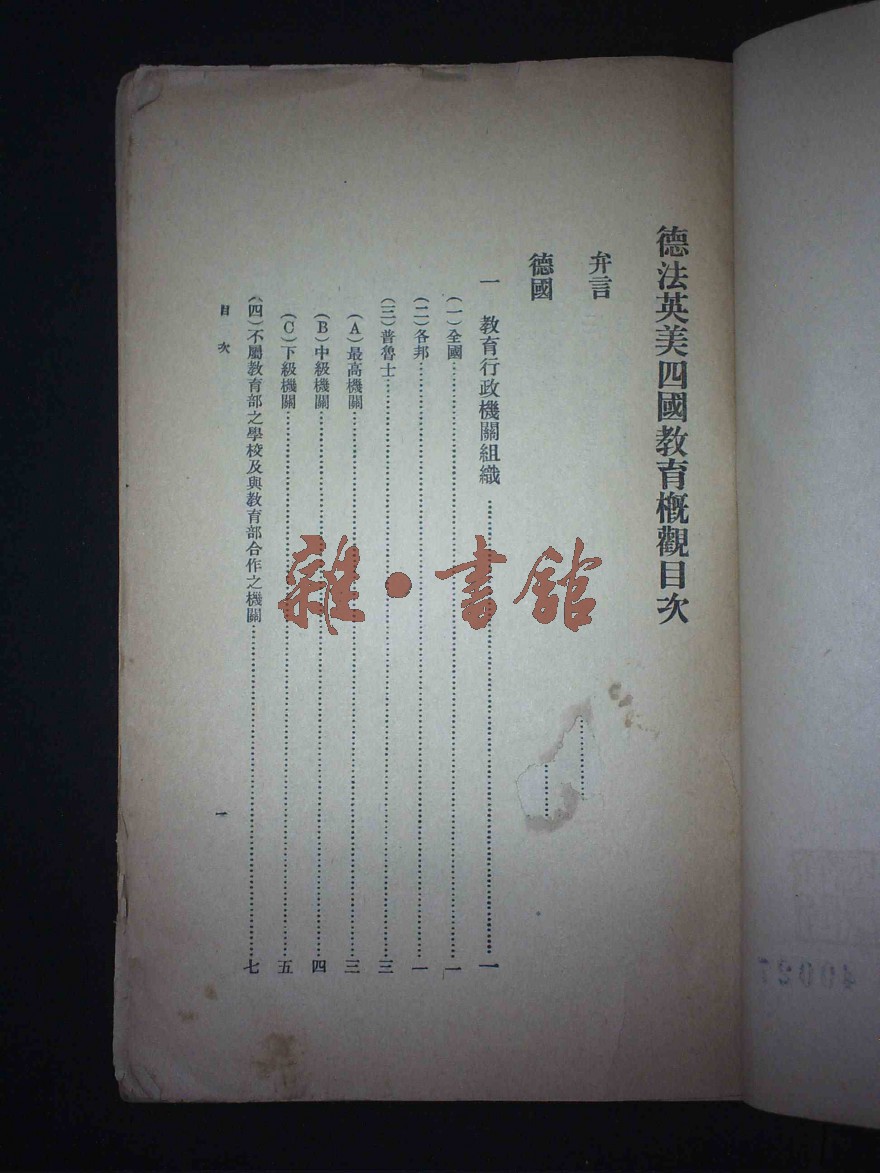 德法英美四國教育概觀目次
弁言
德國
一 教育行政機關組織……一
(一)全國……一
(二)各邦……一
(三)普魯士……三
(A)最高機關……三
(B)中級機關……四
(C)下級機關……五
(四)不屬教育部之學校及與教育部合作之機關……七
目次
一
雜·書館
40027